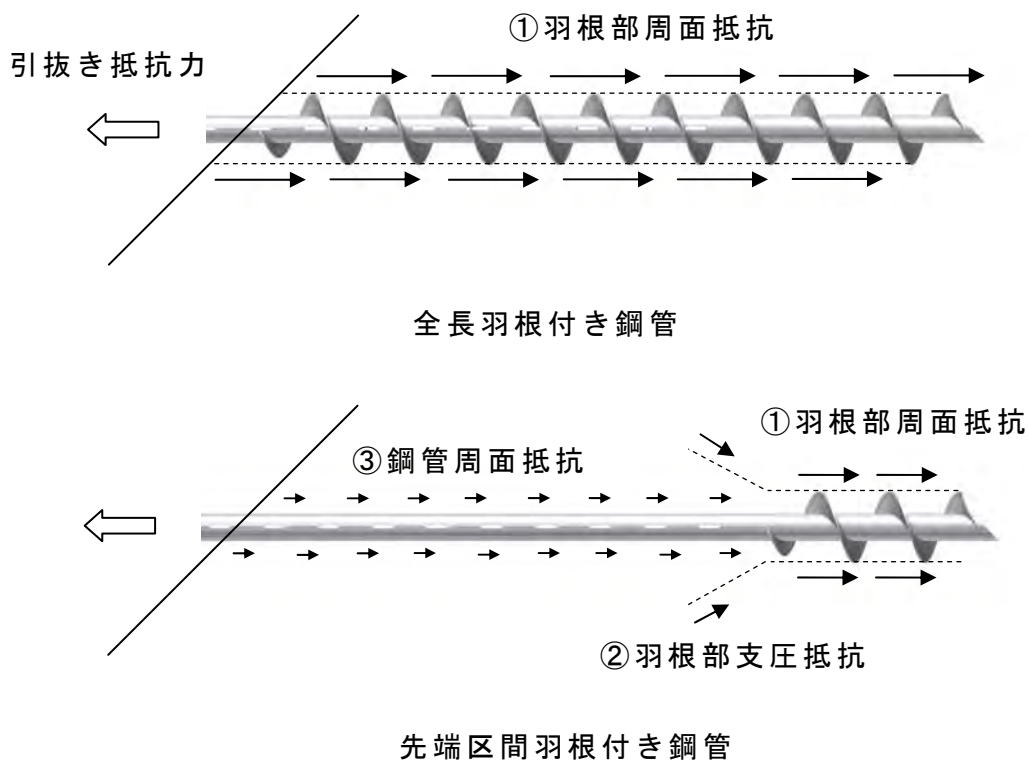 ①羽根部周面抵抗
引抜き抵抗力
全長羽根付き鋼管
①羽根部周面抵抗
③鋼管周面抵抗
②羽根部支圧抵抗
先端区間羽根付き鋼管